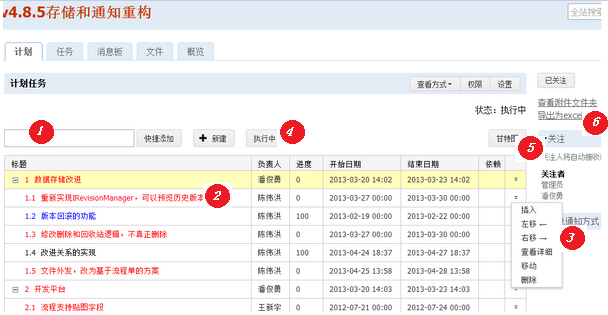 v4.8.5存储和通知重构
全站搜索
计划 任务 消息板 文件 概览
计划任务 查看方式 权限 设置 已关注
状态：执行中
查看附件文件夹
导出为excel
1 快捷添加 新建 执行中 4 甘特图 5 6
关注
标题 负责人 进度 开始日期 结束日期 依赖
1 数据存储改进 潘俊勇 0 2013-03-20 14:02 2013-03-23 14:02
关注者
管理员
潘俊勇
1.1 重新实现IRevisionManager，可以预览历史版本 2 陈伟洪 0 2013-03-27 00:00 2013-03-30 00:00
1.2 版本回滚的功能 陈伟洪 100 2013-02-19 00:00 2013-02-22 00:00
1.3 修改删除和回收站逻辑，不真正删除 陈伟洪 0 2013-03-27 00:00 2013-03-30 00:00
1.4 改进关系的实现 陈伟洪 100 2013-04-24 18:37 2013-04-27 18:37
1.5 文件外发，改为基于流程单的方案 陈伟洪 0 2013-04-25 13:58 2013-04-28 13:58
2 开发平台 潘俊勇 0 2013-03-20 14:03 2013-03-23 14:03
2.1 流程支持贴图字段 王新宇 0 2012-07-21 00:00 2012-07-24 00:00
插入
左移 ←
右移 →
查看详细
移动
删除
3
通知方式